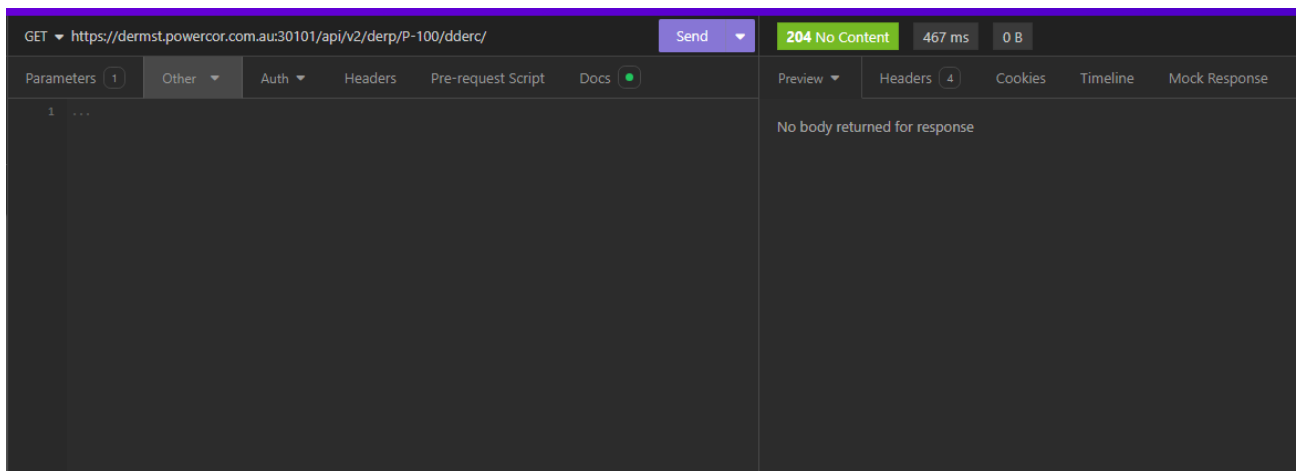 GET https://dermst.powercor.com.au:30101/api/v2/derp/P-100/dderc/ Send
204 No Content 467 ms 0 B
Parameters 1 Other Auth Headers Pre-request Script Docs
Preview Headers 4 Cookies Timeline Mock Response
1 ...
No body returned for response